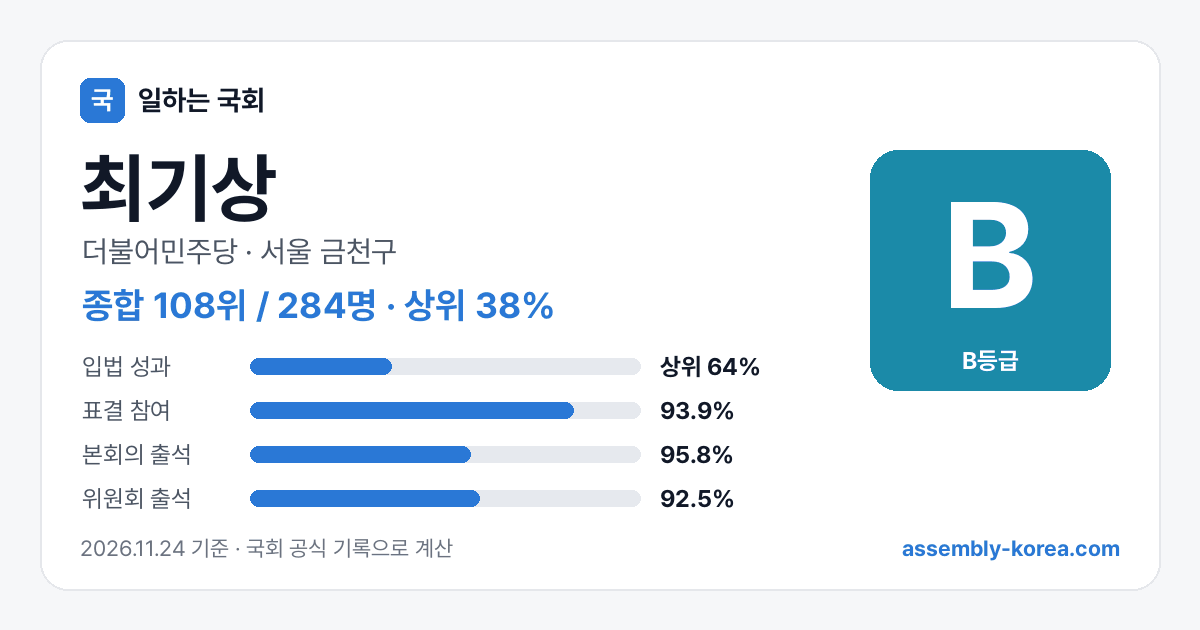 국 일하는 국회
최기상
더불어민주당 · 서울 금천구
종합 108위 / 284명 · 상위 38%
B
B등급
입법 성과 상위 64%
표결 참여 93.9%
본회의 출석 95.8%
위원회 출석 92.5%
2026.11.24 기준 · 국회 공식 기록으로 계산
assembly-korea.com